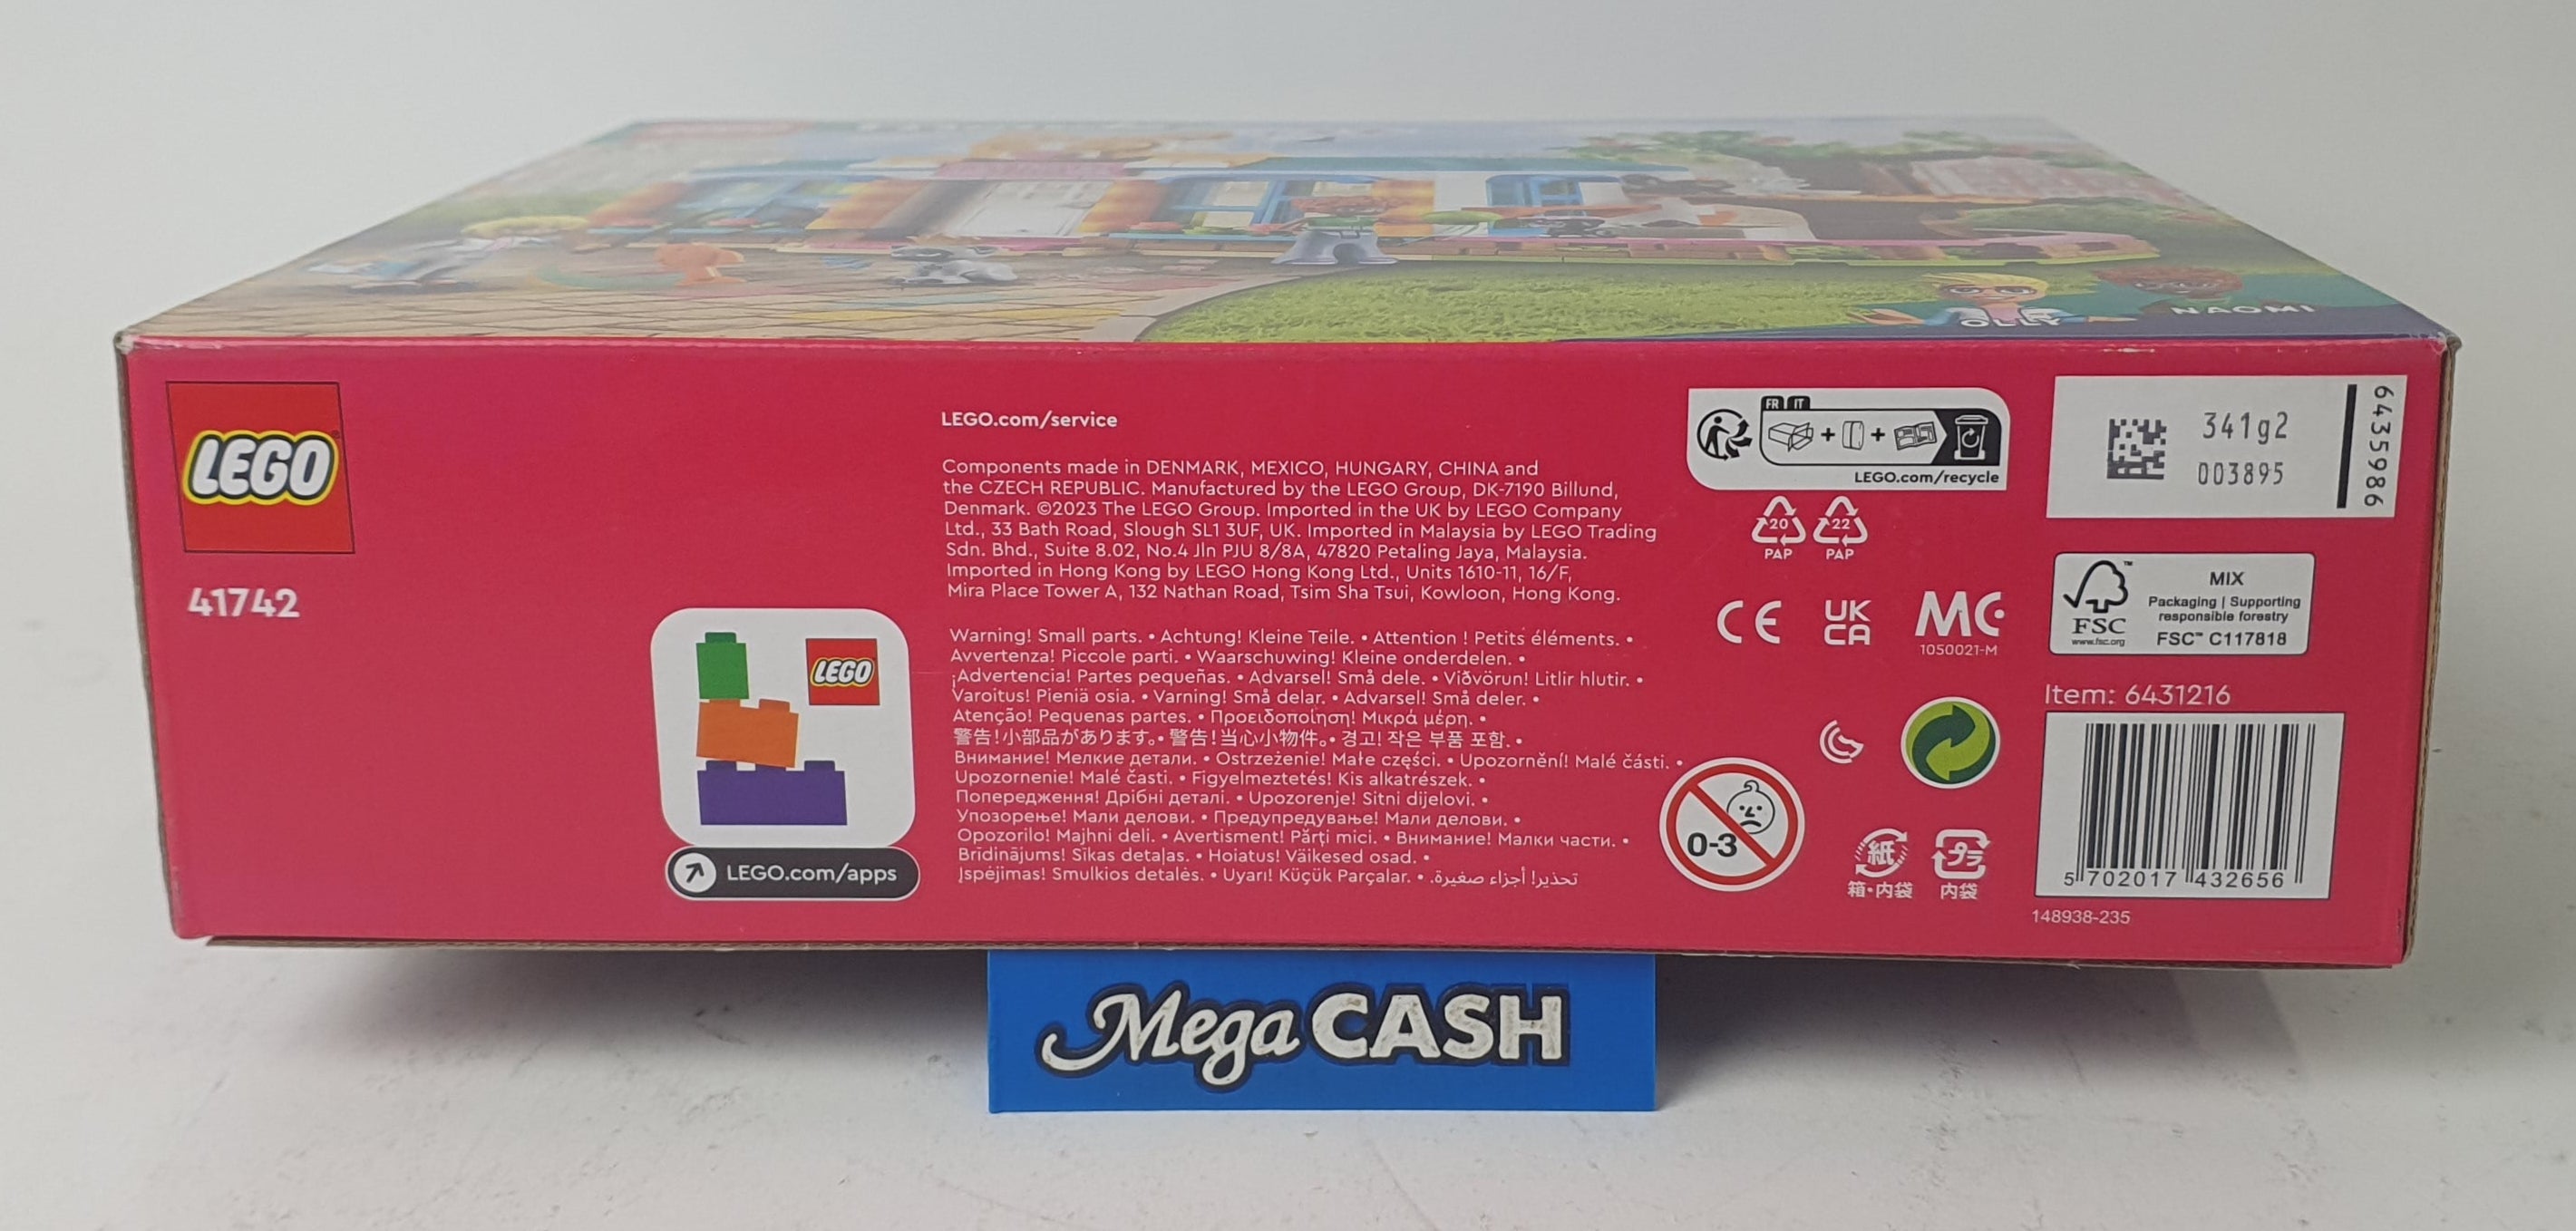 OLLY
NAOMI
LEGO
41742
LEGO
LEGO.com/apps
LEGO.com/service
Components made in DENMARK, MEXICO, HUNGARY, CHINA and
the CZECH REPUBLIC. Manufactured by the LEGO Group, DK-7190 Billund,
Denmark. ©2023 The LEGO Group. Imported in the UK by LEGO Company
Ltd., 33 Bath Road, Slough SL1 3UF, UK. Imported in Malaysia by LEGO Trading
Sdn. Bhd., Suite 8.02, No.4 Jln PJU 8/8A, 47820 Petaling Jaya, Malaysia.
Imported in Hong Kong by LEGO Hong Kong Ltd., Units 1610-11, 16/F,
Mira Place Tower A, 132 Nathan Road, Tsim Sha Tsui, Kowloon, Hong Kong.
Warning! Small parts. • Achtung! Kleine Teile. • Attention ! Petits éléments. •
Avvertenza! Piccole parti. • Waarschuwing! Kleine onderdelen. •
¡Advertencia! Partes pequeñas. • Advarsel! Små dele. • Viðvörun! Litlir hlutir. •
Varoitus! Pieniä osia. • Varning! Små delar. • Advarsel! Små deler. •
Atenção! Pequenas partes. • Προειδοποίηση! Μικρά μέρη. •
警告!小部品があります。• 警告!当心小物件。• 경고! 작은 부품 포함. •
Внимание! Мелкие детали. • Ostrzeżenie! Małe części. • Upozornění! Malé části. •
Upozornenie! Malé časti. • Figyelmeztetés! Kis alkatrészek. •
Попередження! Дрібні деталі. • Upozorenje! Sitni dijelovi. •
Упозорење! Мали делови. • Предупредување! Мали делови. •
Opozorilo! Majhni deli. • Avertisment! Părți mici. • Внимание! Малки части. •
Brīdinājums! Sīkas detaļas. • Hoiatus! Väikesed osad. •
Įspėjimas! Smulkios detalės. • Uyarı! Küçük Parçalar. • تحذير! أجزاء صغيرة.
FR IT
LEGO.com/recycle
20 22
PAP PAP
CE UK CA MC
1050021-M
0-3
紙 プラ
箱・内袋 内袋
341g2
003895
6435986
FSC
www.fsc.org
MIX
Packaging | Supporting
responsible forestry
FSC™ C117818
Item: 6431216
5 702017 432656
148938-235
Mega CASH